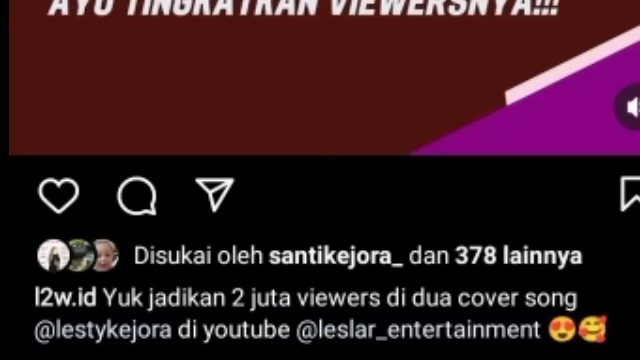 AYO TINGKATKAN VIEWERSNYA!!!
Disukai oleh santikejora_ dan 378 lainnya
l2w.id Yuk jadikan 2 juta viewers di dua cover song
@lestykejora di youtube @leslar_entertainment 😍🥰